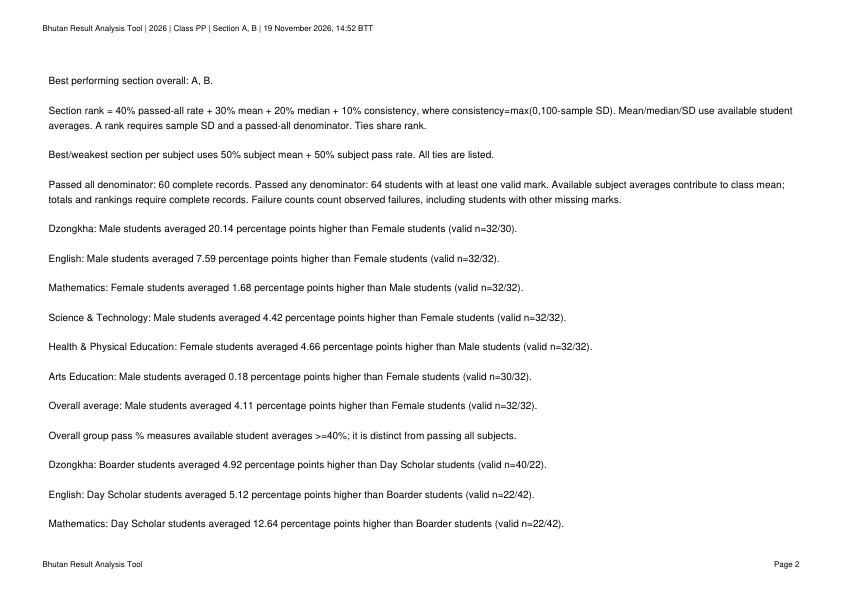 Bhutan Result Analysis Tool | 2026 | Class PP | Section A, B | 19 November 2026, 14:52 BTT
Best performing section overall: A, B.
Section rank = 40% passed-all rate + 30% mean + 20% median + 10% consistency, where consistency=max(0,100-sample SD). Mean/median/SD use available student
averages. A rank requires sample SD and a passed-all denominator. Ties share rank.
Best/weakest section per subject uses 50% subject mean + 50% subject pass rate. All ties are listed.
Passed all denominator: 60 complete records. Passed any denominator: 64 students with at least one valid mark. Available subject averages contribute to class mean;
totals and rankings require complete records. Failure counts count observed failures, including students with other missing marks.
Dzongkha: Male students averaged 20.14 percentage points higher than Female students (valid n=32/30).
English: Male students averaged 7.59 percentage points higher than Female students (valid n=32/32).
Mathematics: Female students averaged 1.68 percentage points higher than Male students (valid n=32/32).
Science & Technology: Male students averaged 4.42 percentage points higher than Female students (valid n=32/32).
Health & Physical Education: Female students averaged 4.66 percentage points higher than Male students (valid n=32/32).
Arts Education: Male students averaged 0.18 percentage points higher than Female students (valid n=30/32).
Overall average: Male students averaged 4.11 percentage points higher than Female students (valid n=32/32).
Overall group pass % measures available student averages >=40%; it is distinct from passing all subjects.
Dzongkha: Boarder students averaged 4.92 percentage points higher than Day Scholar students (valid n=40/22).
English: Day Scholar students averaged 5.12 percentage points higher than Boarder students (valid n=22/42).
Mathematics: Day Scholar students averaged 12.64 percentage points higher than Boarder students (valid n=22/42).
Bhutan Result Analysis Tool
Page 2